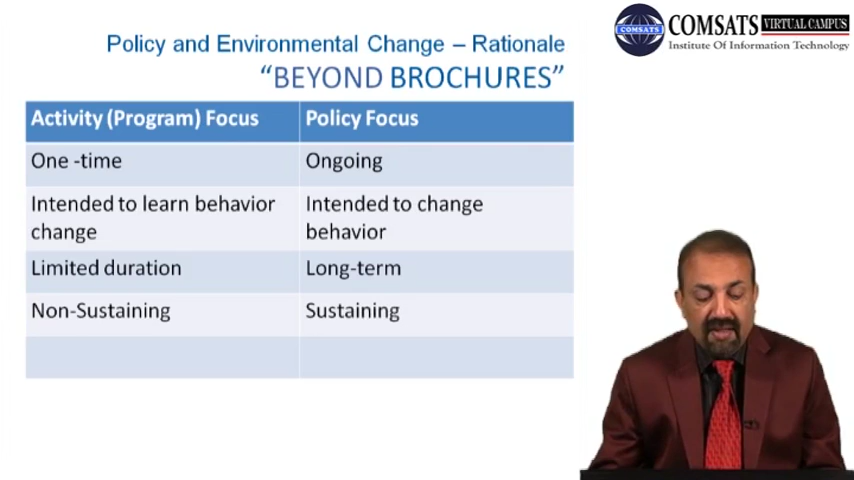 Policy and Environmental Change – Rationale
“BEYOND BROCHURES”
COMSATS
COMSATS VIRTUAL CAMPUS
Institute Of Information Technology
Activity (Program) Focus Policy Focus
One -time Ongoing
Intended to learn behavior Intended to change
change behavior
Limited duration Long-term
Non-Sustaining Sustaining